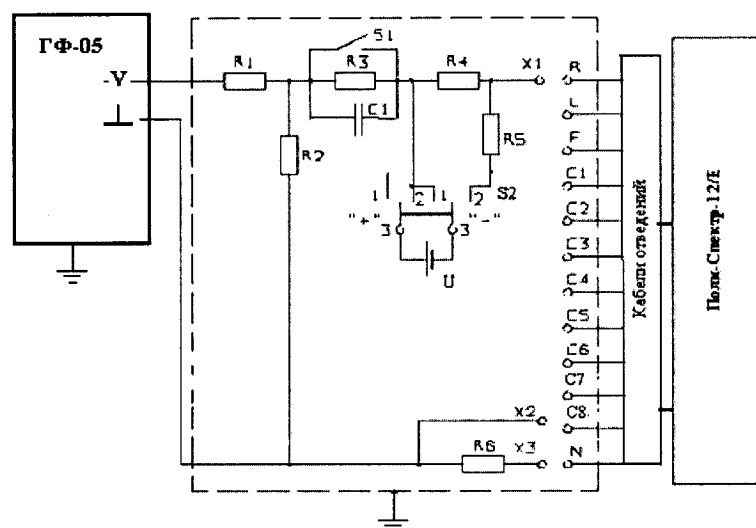 ГФ-05
-V
R1
S1
R3
C1
R4
X1
R
L
F
R2
R5
C1
1
2
1
2
S2
"+"
3
3
"-"
U
C2
C3
C4
C5
C6
C7
X2
C8
R6
X3
N
Кабели отведений
Поли-Спектр-12/Е